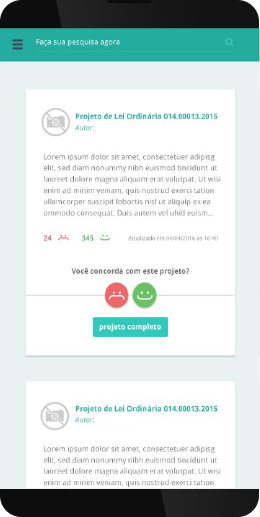 Faça sua pesquisa agora
Projeto de Lei Ordinária 014.00013.2015
Autor:
Lorem ipsum dolor sit amet, consectetuer adipisg
elit, sed diam nonummy nibh euismod tincidunt ut
laoreet dolore magna aliquam erat volutpat. Ut wisi
enim ad minim veniam, quis nostrud exerci tation
ullamcorper suscipit lobortis nisl ut aliquip ex ea
ommodo consequat. Duis autem vel uhid euism...
24 345 Atualizado em 04/04/2016 as 16:40
Você concorda com este projeto?
projeto completo
Projeto de Lei Ordinária 014.00013.2015
Autor:
Lorem ipsum dolor sit amet, consectetuer adipisg
elit, sed diam nonummy nibh euismod tincidunt ut
laoreet dolore magna aliquam erat volutpat. Ut wisi
enim ad minim veniam, quis nostrud exerci tation